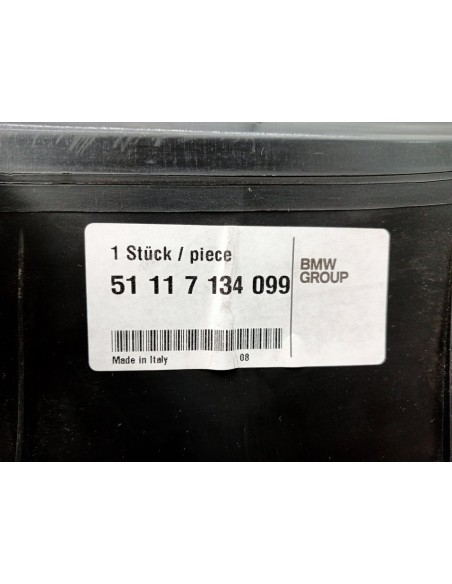 1 Stück / piece
51 11 7 134 099
BMW
GROUP
Made in Italy 08